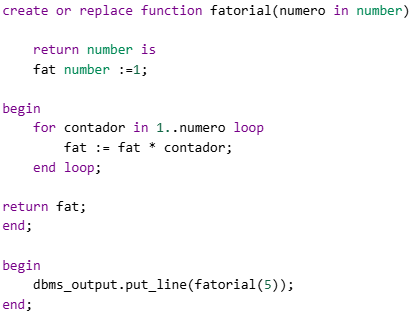 create or replace function fatorial(numero in number)
return number is
fat number :=1;
begin
for contador in 1..numero loop
fat := fat * contador;
end loop;
return fat;
end;
begin
dbms_output.put_line(fatorial(5));
end;